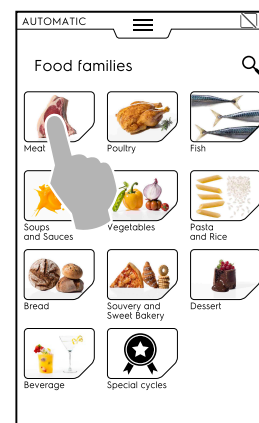 AUTOMATIC
Food families
Meat
Poultry
Fish
Soups
and Sauces
Vegetables
Pasta
and Rice
Bread
Souvery and
Sweet Bakery
Dessert
Beverage
Special cycles